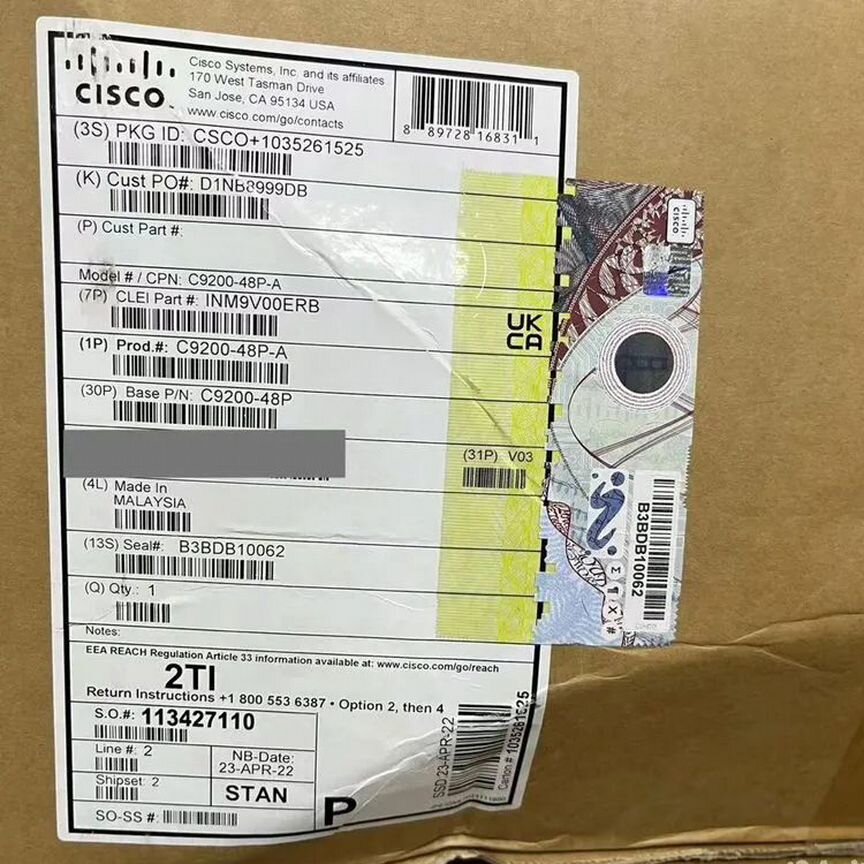 CISCO
Cisco Systems, Inc. and its affiliates
170 West Tasman Drive
San Jose, CA 95134 USA
www.cisco.com/go/contacts
8 89728 16831 1
(3S) PKG ID: CSCO+1035261525
(K) Cust PO#: D1NB8999DB
(P) Cust Part #:
Model # / CPN: C9200-48P-A
(7P) CLEI Part #: INM9V00ERB
UK
CA
(1P) Prod.#: C9200-48P-A
(30P) Base P/N: C9200-48P
(31P) V03
(4L) Made In
MALAYSIA
(13S) Seal#: B3BDB10062
(Q) Qty.: 1
Notes:
EEA REACH Regulation Article 33 information available at: www.cisco.com/go/reach
2TI
Return Instructions +1 800 553 6387 • Option 2, then 4
S.O.#: 113427110
Line #: 2
NB-Date:
23-APR-22
Shipset: 2
STAN
SO-SS #:
P
SSD 23-APR-22
Carton # 1035261525
CISCO
B3BDB10062